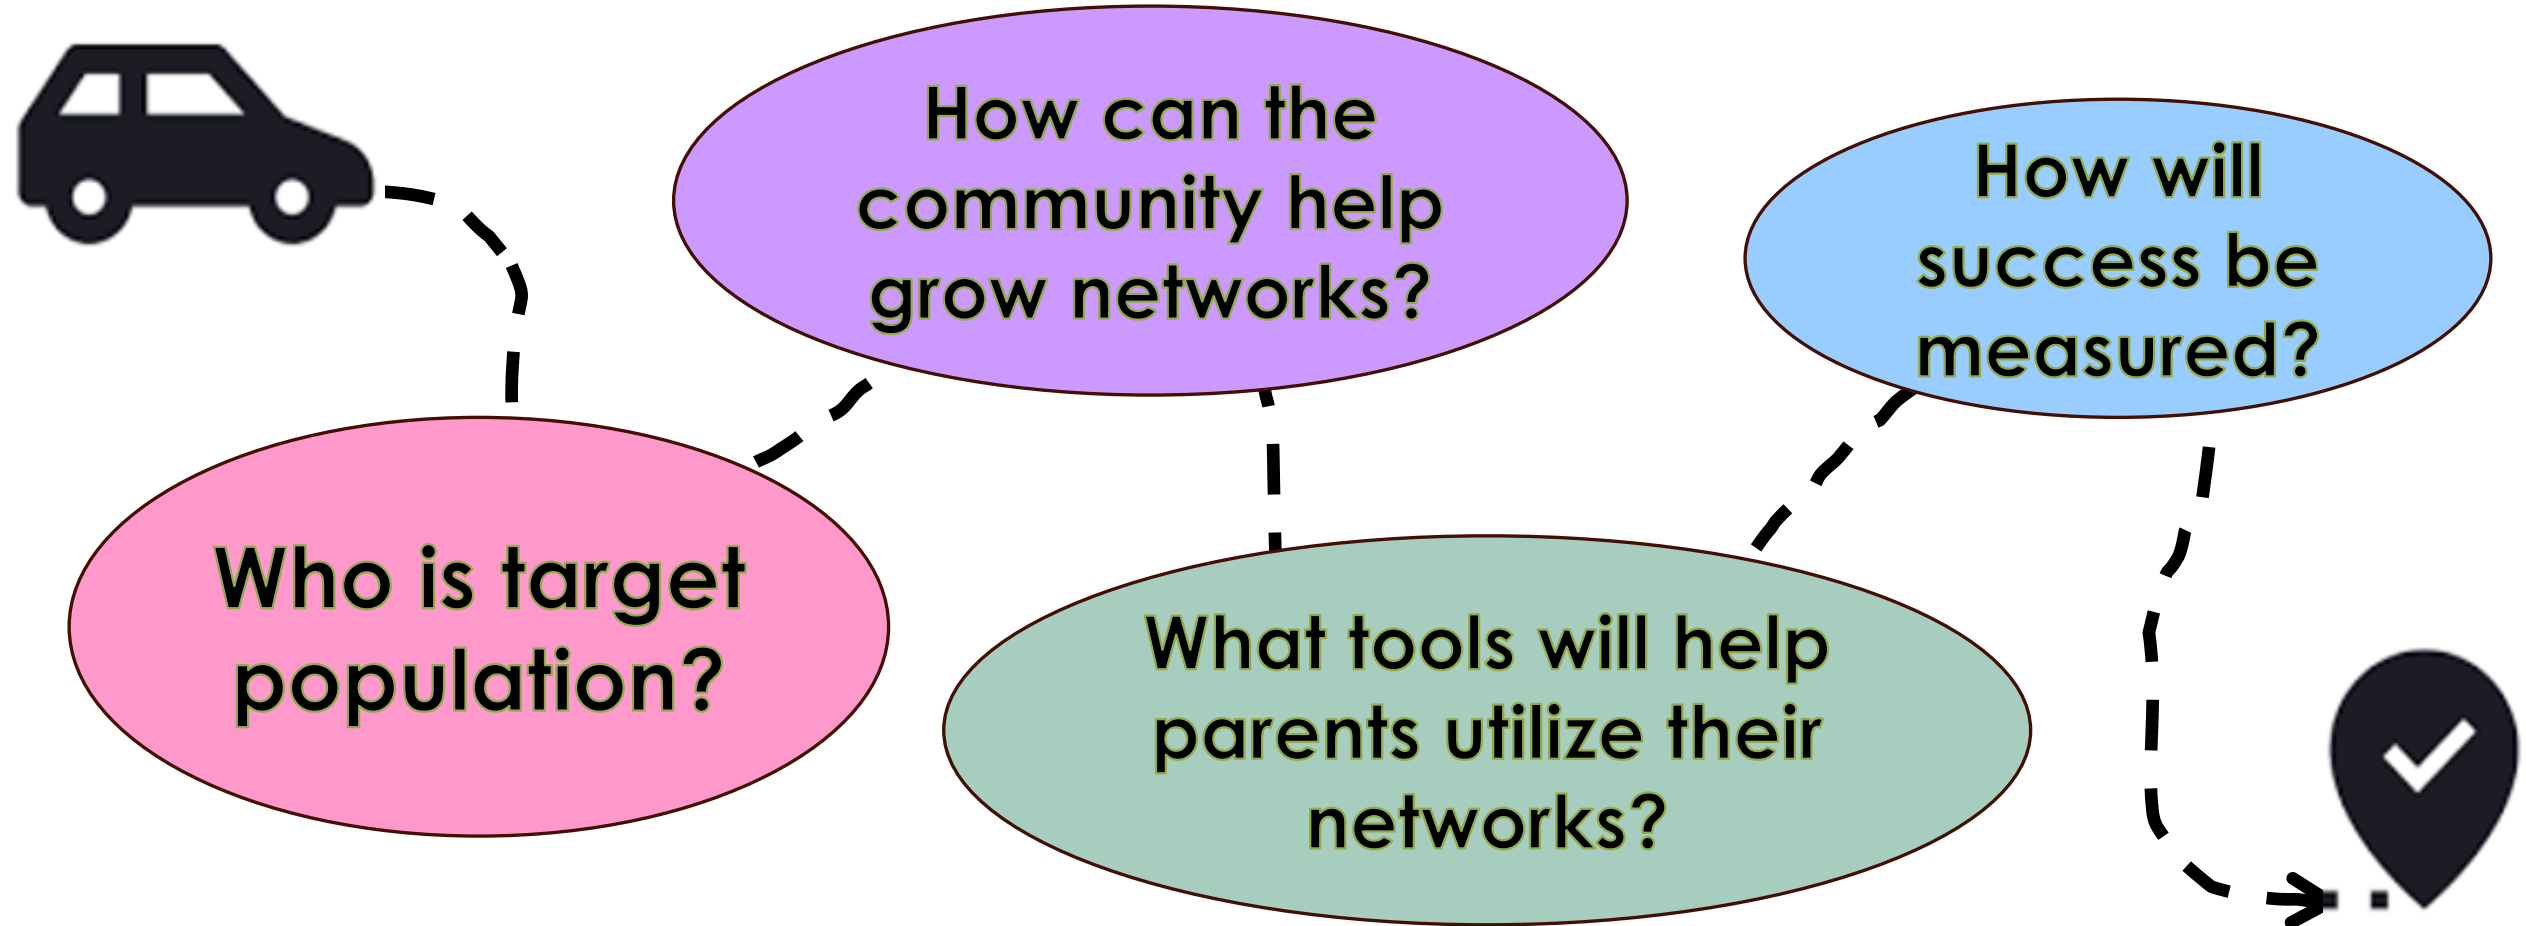 Who is target
population?
How can the
community help
grow networks?
What tools will help
parents utilize their
networks?
How will
success be
measured?